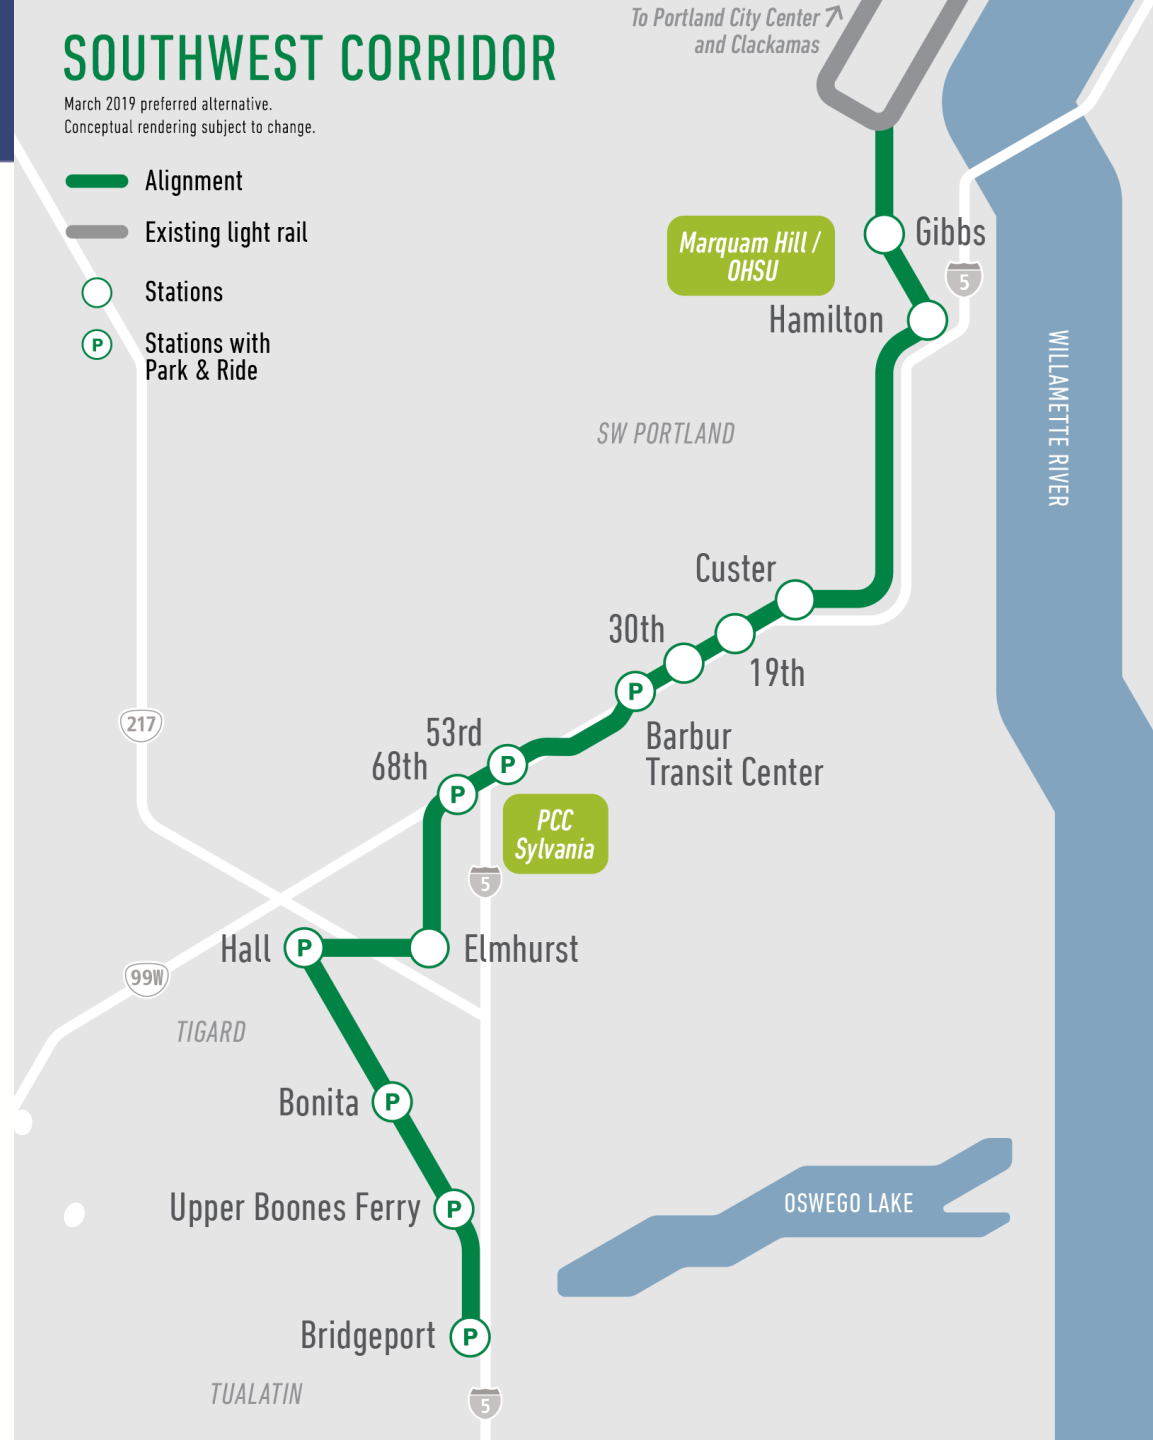 To Portland City Center
and Clackamas
SOUTHWEST CORRIDOR
March 2019 preferred alternative.
Conceptual rendering subject to change.
Alignment
Existing light rail
Stations
P
Stations with
Park & Ride
Marquam Hill /
OHSU
Gibbs
5
Hamilton
WILLAMETTE RIVER
SW PORTLAND
Custer
30th
19th
P
Barbur
Transit Center
217
53rd
P
68th
P
PCC
Sylvania
5
Hall
P
Elmhurst
99W
TIGARD
Bonita
P
Upper Boones Ferry
P
OSWEGO LAKE
Bridgeport
P
TUALATIN
5